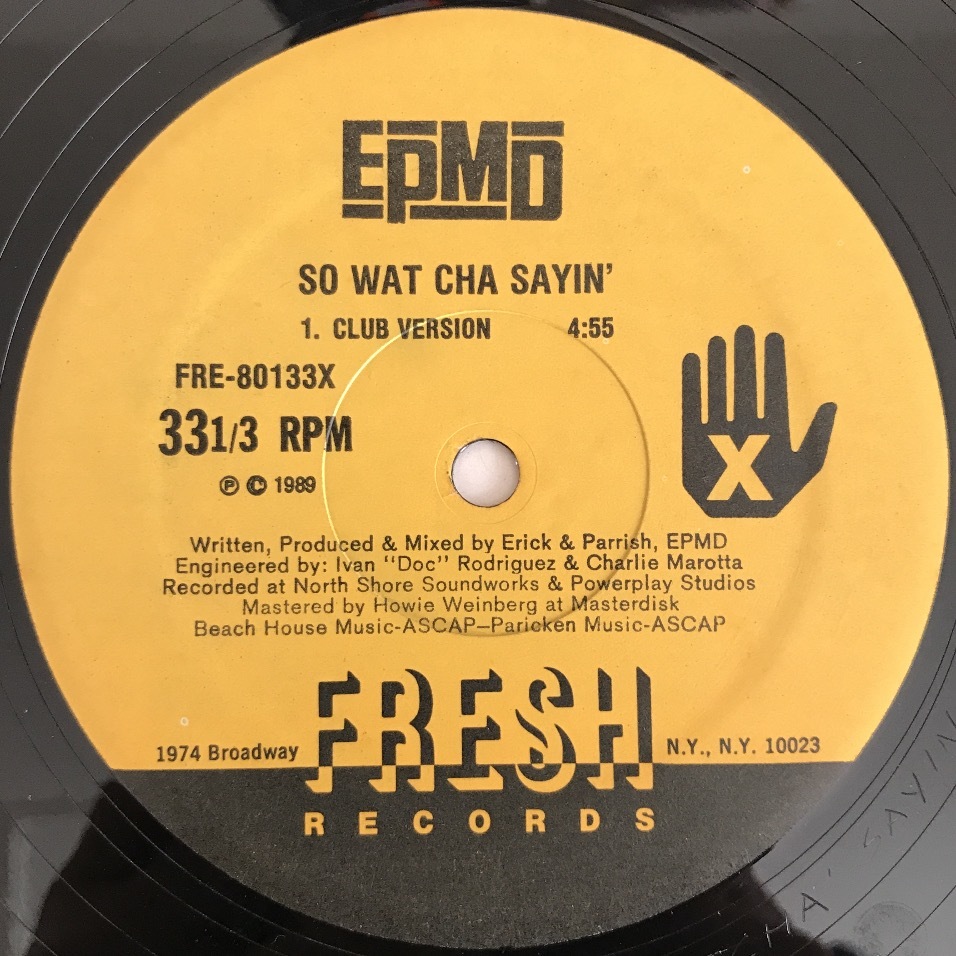 EPMD
SO WAT CHA SAYIN'
1. CLUB VERSION 4:55
FRE-80133X
33 1/3 RPM
℗ © 1989
X
Written, Produced & Mixed by Erick & Parrish, EPMD
Engineered by: Ivan "Doc" Rodriguez & Charlie Marotta
Recorded at North Shore Soundworks & Powerplay Studios
Mastered by Howie Weinberg at Masterdisk
Beach House Music-ASCAP–Paricken Music-ASCAP
1974 Broadway FRESH N.Y., N.Y. 10023
RECORDS
HA' SAYIN